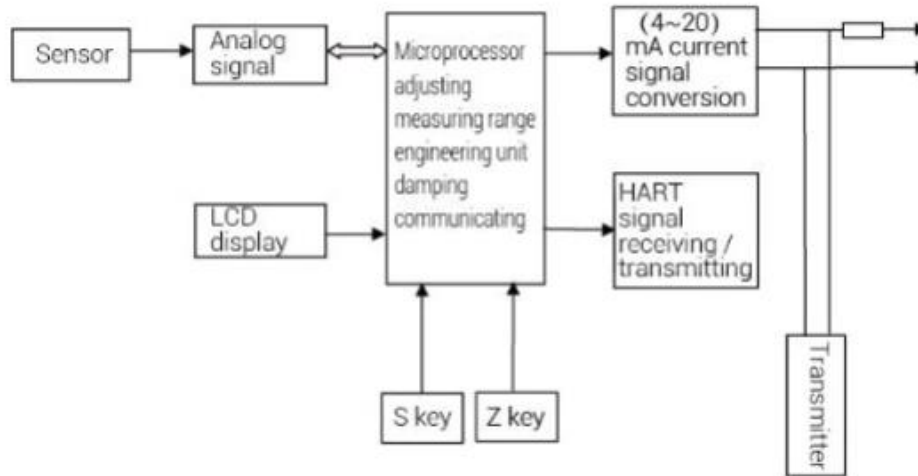 Sensor
Analog
signal
Microprocessor
adjusting
measuring range
engineering unit
damping
communicating
(4~20)
mA current
signal
conversion
LCD
display
HART
signal
receiving /
transmitting
S key
Z key
Transmitter